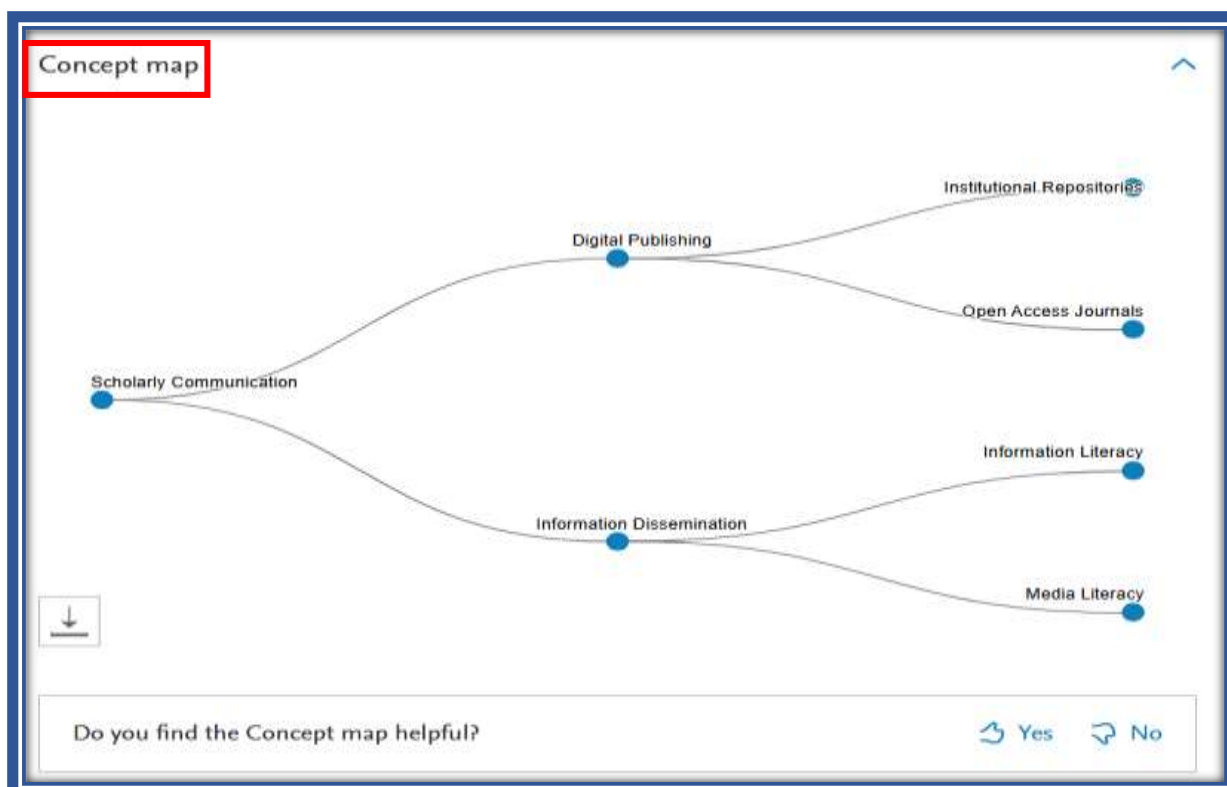 Concept map
Institutional Repositories
Digital Publishing
Open Access Journals
Scholarly Communication
Information Literacy
Information Dissemination
Media Literacy
Do you find the Concept map helpful?
Yes
No